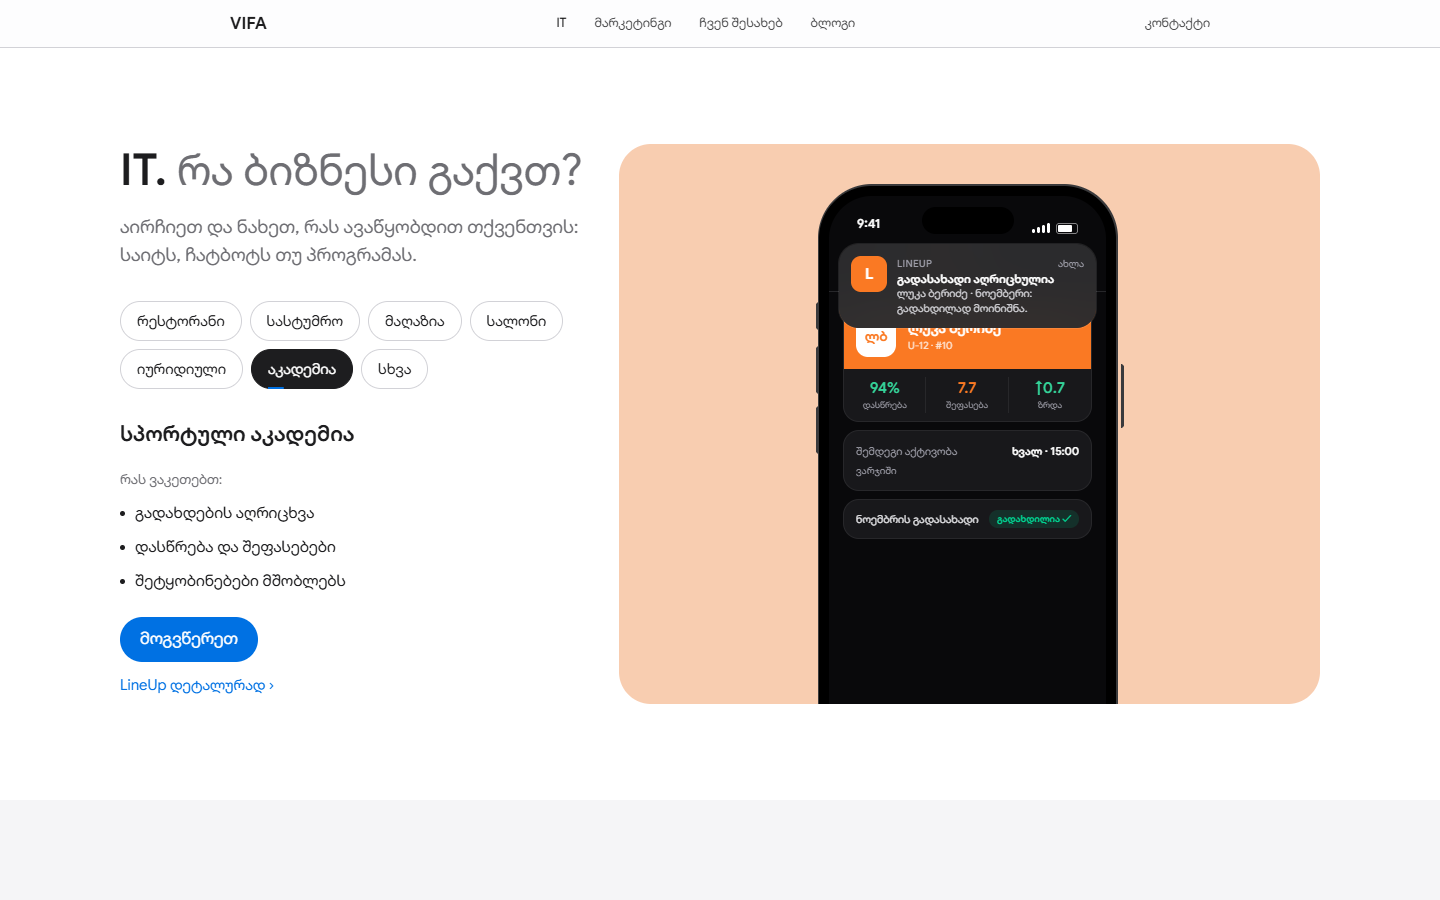 VIFA
IT
მარკეტინგი
ჩვენ შესახებ
ბლოგი
კონტაქტი
IT. რა ბიზნესი გაქვთ?
აირჩიეთ და ნახეთ, რას ავაწყობდით თქვენთვის:
საიტს, ჩატბოტს თუ პროგრამას.
რესტორანი
სასტუმრო
მაღაზია
სალონი
იურიდიული
აკადემია
სხვა
სპორტული აკადემია
რას ვაკეთებთ:
• გადახდების აღრიცხვა
• დასწრება და შეფასებები
• შეტყობინებები მშობლებს
მოგვწერეთ
LineUp დეტალურად ›
9:41
L
LINEUP
ახლა
გადასახადი აღრიცხულია
ლუკა ბერიძე · ნოემბერი:
გადახდილად მოინიშნა.
ლბ
ლუკა ბერიძე
U-12 · #10
94%
დასწრება
7.7
შეფასება
↑0.7
ზრდა
შემდეგი აქტივობა
ხვალ · 15:00
ვარჯიში
ნოემბრის გადასახადი
გადახდილია ✓